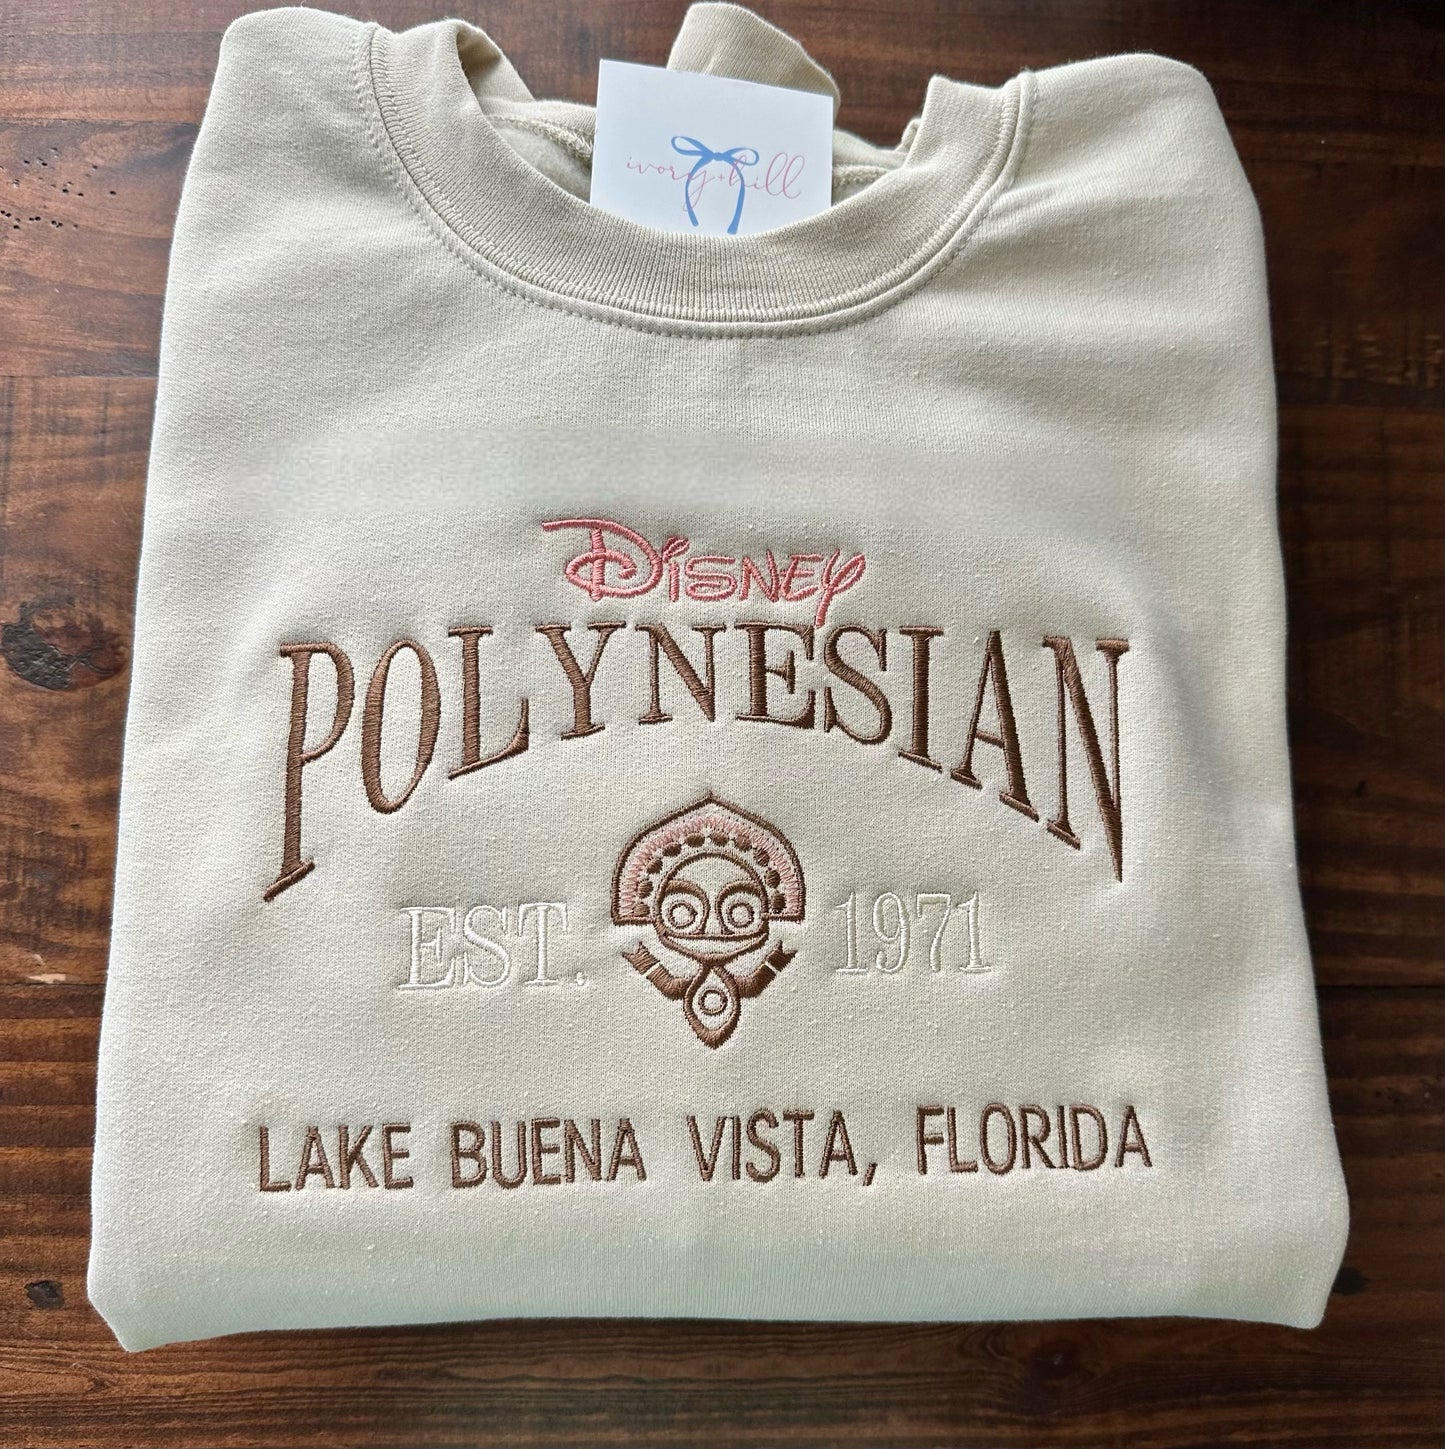 ivory + hill
Disney
POLYNESIAN
EST. 1971
LAKE BUENA VISTA, FLORIDA